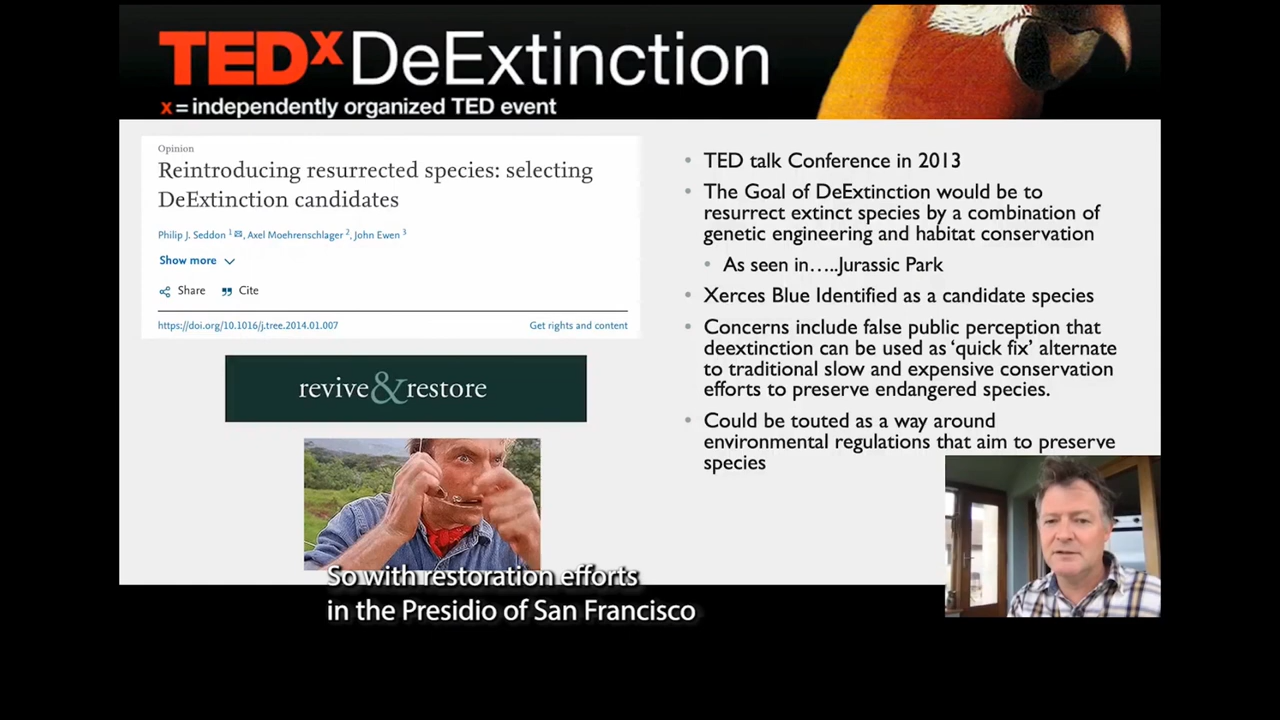 TEDx DeExtinction
x = independently organized TED event
Opinion
Reintroducing resurrected species: selecting
DeExtinction candidates
Philip J. Seddon 1 ✉, Axel Moehrenschlager 2, John Ewen 3
Show more
Share Cite
https://doi.org/10.1016/j.tree.2014.01.007 Get rights and content
revive&restore
• TED talk Conference in 2013
• The Goal of DeExtinction would be to
resurrect extinct species by a combination of
genetic engineering and habitat conservation
• As seen in…..Jurassic Park
• Xerces Blue Identified as a candidate species
• Concerns include false public perception that
deextinction can be used as ‘quick fix’ alternate
to traditional slow and expensive conservation
efforts to preserve endangered species.
• Could be touted as a way around
environmental regulations that aim to preserve
species
So with restoration efforts
in the Presidio of San Francisco